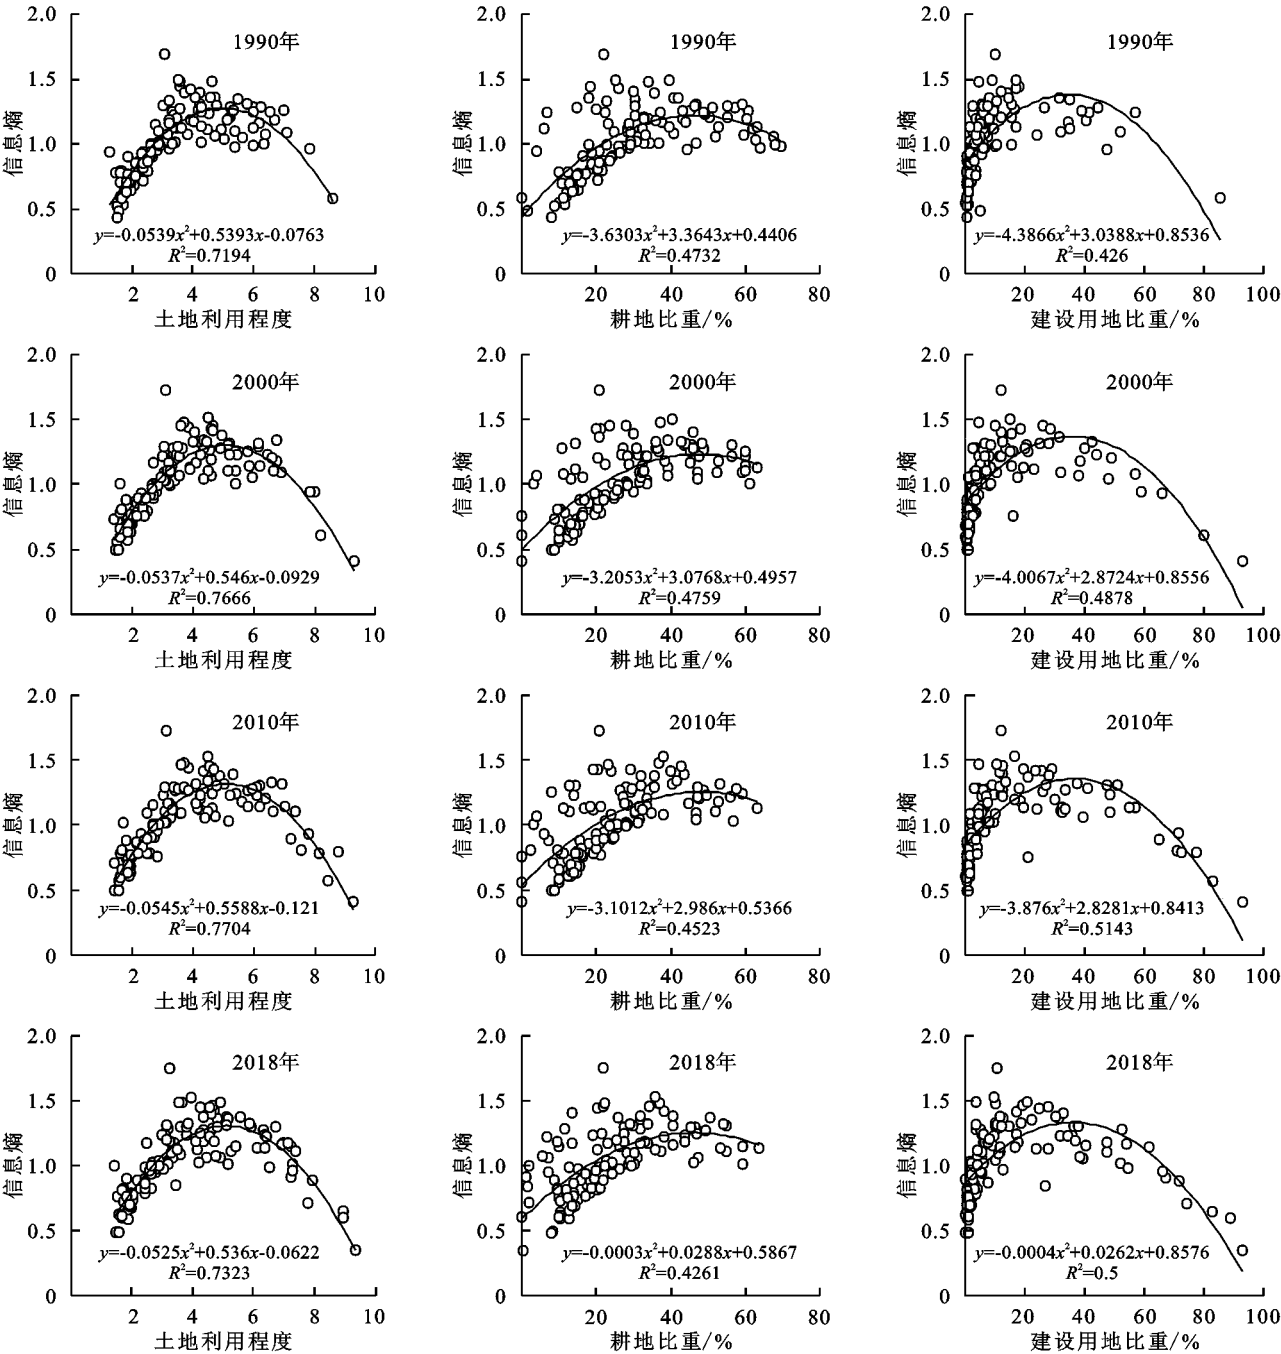 2.0
1.5
1.0
0.5
0
信息熵
1990年
y=-0.0539x²+0.5393x-0.0763
R²=0.7194
2 4 6 8 10
土地利用程度
2.0
1.5
1.0
0.5
0
信息熵
1990年
y=-3.6303x²+3.3643x+0.4406
R²=0.4732
20 40 60 80
耕地比重/%
2.0
1.5
1.0
0.5
0
信息熵
1990年
y=-4.3866x²+3.0388x+0.8536
R²=0.426
20 40 60 80 100
建设用地比重/%
2.0
1.5
1.0
0.5
0
信息熵
2000年
y=-0.0537x²+0.546x-0.0929
R²=0.7666
2 4 6 8 10
土地利用程度
2.0
1.5
1.0
0.5
0
信息熵
2000年
y=-3.2053x²+3.0768x+0.4957
R²=0.4759
20 40 60 80
耕地比重/%
2.0
1.5
1.0
0.5
0
信息熵
2000年
y=-4.0067x²+2.8724x+0.8556
R²=0.4878
20 40 60 80 100
建设用地比重/%
2.0
1.5
1.0
0.5
0
信息熵
2010年
y=-0.0545x²+0.5588x-0.121
R²=0.7704
2 4 6 8 10
土地利用程度
2.0
1.5
1.0
0.5
0
信息熵
2010年
y=-3.1012x²+2.986x+0.5366
R²=0.4523
20 40 60 80
耕地比重/%
2.0
1.5
1.0
0.5
0
信息熵
2010年
y=-3.876x²+2.8281x+0.8413
R²=0.5143
20 40 60 80 100
建设用地比重/%
2.0
1.5
1.0
0.5
0
信息熵
2018年
y=-0.0525x²+0.536x-0.0622
R²=0.7323
2 4 6 8 10
土地利用程度
2.0
1.5
1.0
0.5
0
信息熵
2018年
y=-0.0003x²+0.0288x+0.5867
R²=0.4261
20 40 60 80
耕地比重/%
2.0
1.5
1.0
0.5
0
信息熵
2018年
y=-0.0004x²+0.0262x+0.8576
R²=0.5
20 40 60 80 100
建设用地比重/%